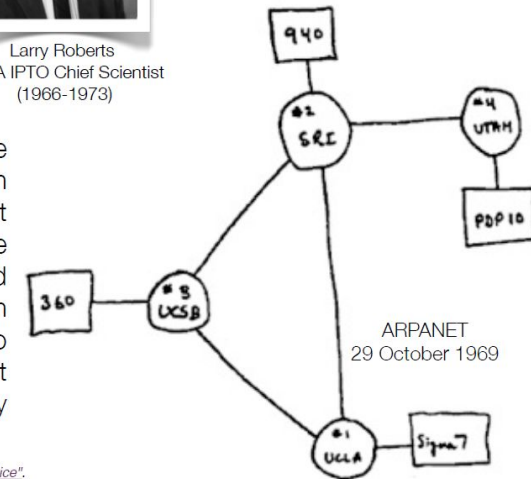 Larry Roberts
A IPTO Chief Scientist
(1966-1973)
940
#2
SRI
#4
UTAH
PDP 10
360
#3
UCSB
ARPANET
29 October 1969
#1
UCLA
Sigma 7
ice".